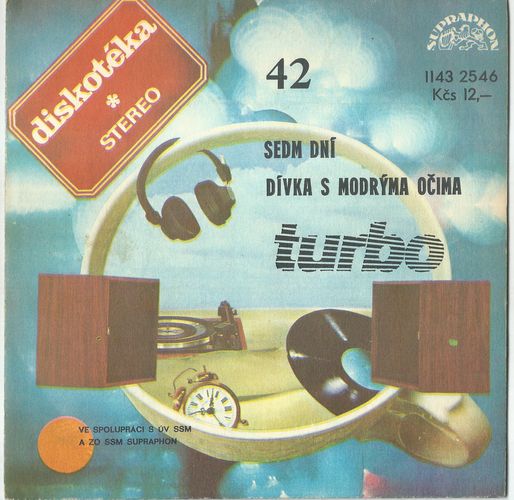 diskotéka
*
STEREO
42
SUPRAPHON
1143 2546
Kčs 12,—
SEDM DNÍ
DÍVKA S MODRÝMA OČIMA
turbo
VE SPOLUPRÁCI S ÚV SSM
A ZO SSM SUPRAPHON